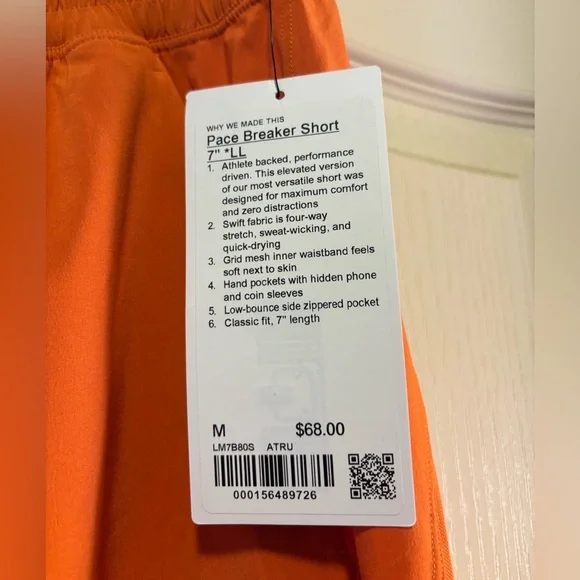 WHY WE MADE THIS
Pace Breaker Short
7" *LL
1. Athlete backed, performance
driven. This elevated version
of our most versatile short was
designed for maximum comfort
and zero distractions
2. Swift fabric is four-way
stretch, sweat-wicking, and
quick-drying
3. Grid mesh inner waistband feels
soft next to skin
4. Hand pockets with hidden phone
and coin sleeves
5. Low-bounce side zippered pocket
6. Classic fit, 7" length
M $68.00
LM7B80S ATRU
000156489726